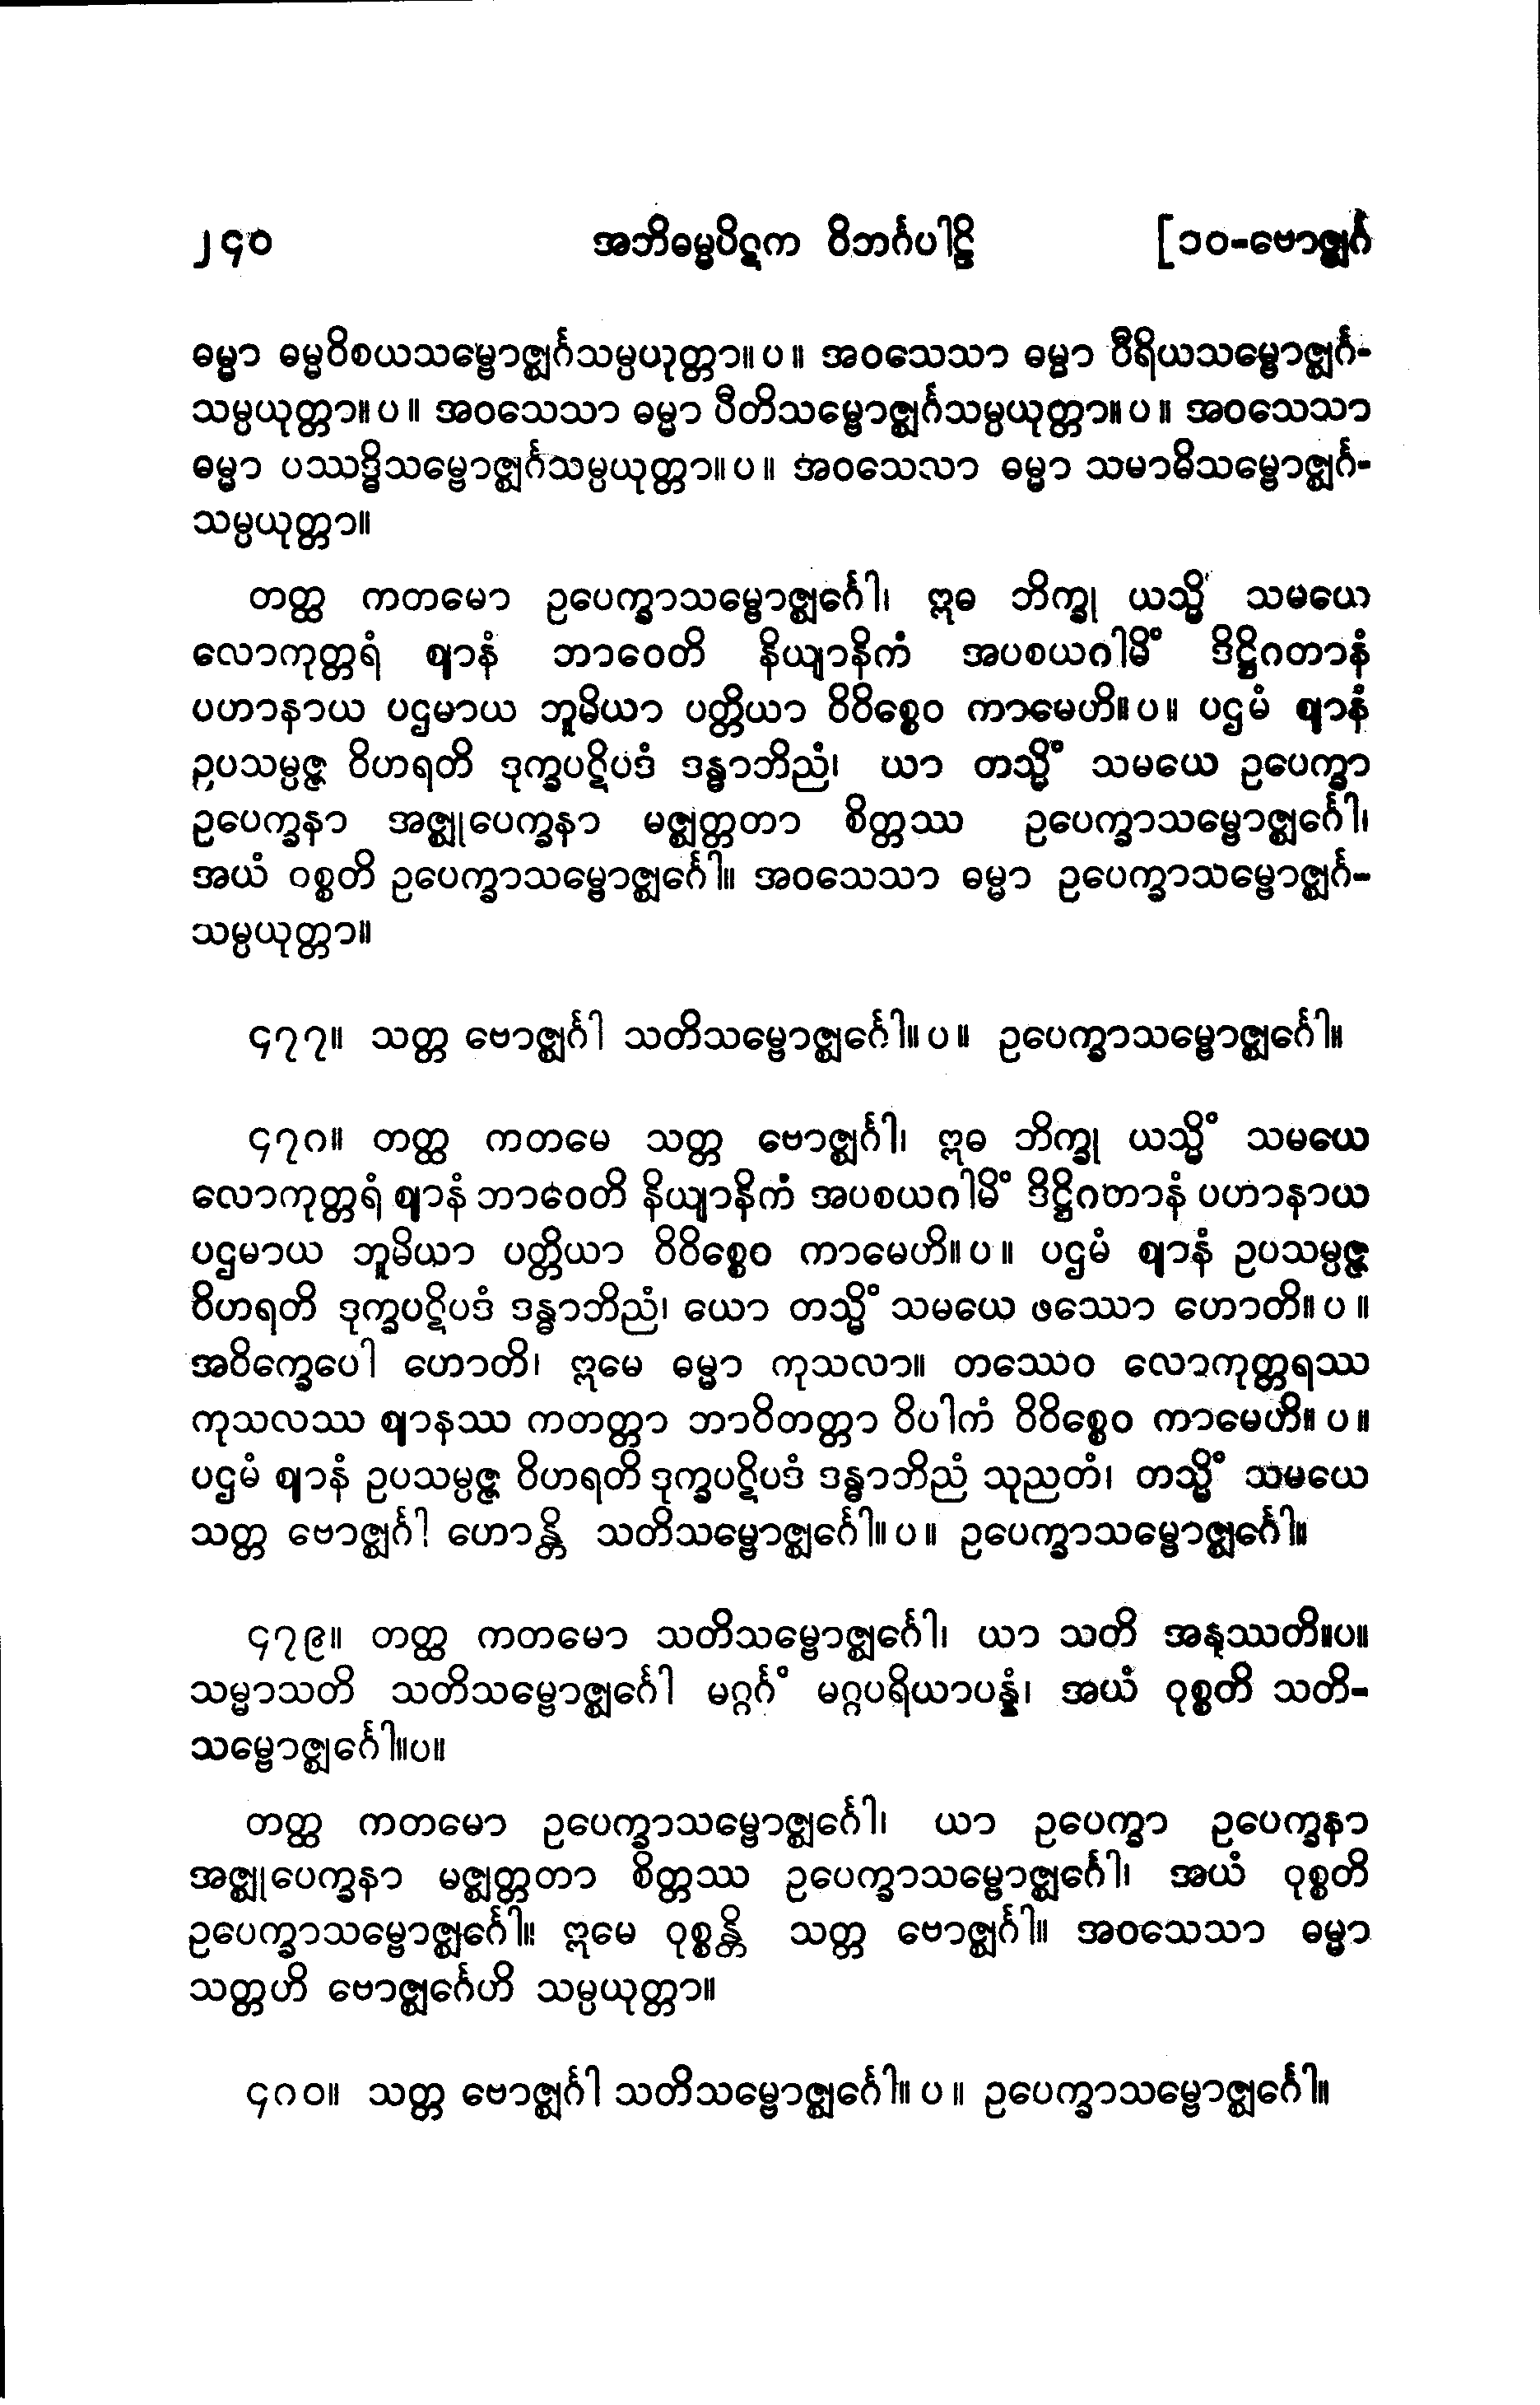 ၂၄၀ အဘိဓမ္မပိဋက ဝိဘင်္ဂပါဠိ [၁၀-ဗောဇ္ဈင်္ဂ
ဓမ္မာ ဓမ္မဝိစယသမ္ဗောဇ္ဈင်္ဂသမ္ပယုတ္တာ။ ပ ။ အဝသေသာ ဓမ္မာ ဝီရိယသမ္ဗောဇ္ဈင်္ဂ-
သမ္ပယုတ္တာ။ ပ ။ အဝသေသာ ဓမ္မာ ပီတိသမ္ဗောဇ္ဈင်္ဂသမ္ပယုတ္တာ။ ပ ။ အဝသေသာ
ဓမ္မာ ပဿဒ္ဓိသမ္ဗောဇ္ဈင်္ဂသမ္ပယုတ္တာ။ ပ ။ အဝသေလာ ဓမ္မာ သမာဓိသမ္ဗောဇ္ဈင်္ဂ-
သမ္ပယုတ္တာ။
တတ္ထ ကတမော ဥပေက္ခာသမ္ဗောဇ္ဈင်္ဂေါ၊ ဣဓ ဘိက္ခု ယသ္မိံ သမယေ
လောကုတ္တရံ ဈာနံ ဘာဝေတိ နိယျာနိကံ အပစယဂါမိံ ဒိဋ္ဌိဂတာနံ
ပဟာနာယ ပဌမာယ ဘူမိယာ ပတ္တိယာ ဝိဝိစ္စေဝ ကာမေဟိ။ ပ ။ ပဌမံ ဈာနံ
ဥပသမ္ပဇ္ဇ ဝိဟရတိ ဒုက္ခပဋိပဒံ ဒန္ဓာဘိညံ၊ ယာ တသ္မိံ သမယေ ဥပေက္ခာ
ဥပေက္ခနာ အဇ္ဈုပေက္ခနာ မဇ္ဈတ္တတာ စိတ္တဿ ဥပေက္ခာသမ္ဗောဇ္ဈင်္ဂေါ၊
အယံ ဝစ္စတိ ဥပေက္ခာသမ္ဗောဇ္ဈင်္ဂေါ။ အဝသေသာ ဓမ္မာ ဥပေက္ခာသမ္ဗောဇ္ဈင်္ဂ-
သမ္ပယုတ္တာ။
၄၇၇။ သတ္တ ဗောဇ္ဈင်္ဂါ သတိသမ္ဗောဇ္ဈင်္ဂေါ။ ပ ။ ဥပေက္ခာသမ္ဗောဇ္ဈင်္ဂေါ။
၄၇၈။ တတ္ထ ကတမေ သတ္တ ဗောဇ္ဈင်္ဂါ၊ ဣဓ ဘိက္ခု ယသ္မိံ သမယေ
လောကုတ္တရံ ဈာနံ ဘာဝေတိ နိယျာနိကံ အပစယဂါမိံ ဒိဋ္ဌိဂတာနံ ပဟာနာယ
ပဌမာယ ဘူမိယာ ပတ္တိယာ ဝိဝိစ္စေဝ ကာမေဟိ။ ပ ။ ပဌမံ ဈာနံ ဥပသမ္ပဇ္ဇ
ဝိဟရတိ ဒုက္ခပဋိပဒံ ဒန္ဓာဘိညံ၊ ယော တသ္မိံ သမယေ ဖဿော ဟောတိ။ ပ ။
အဝိက္ခေပေါ ဟောတိ၊ ဣမေ ဓမ္မာ ကုသလာ။ တဿေဝ လောကုတ္တရဿ
ကုသလဿ ဈာနဿ ကတတ္တာ ဘာဝိတတ္တာ ဝိပါကံ ဝိဝိစ္စေဝ ကာမေဟိ။ ပ ။
ပဌမံ ဈာနံ ဥပသမ္ပဇ္ဇ ဝိဟရတိ ဒုက္ခပဋိပဒံ ဒန္ဓာဘိညံ သုညတံ၊ တသ္မိံ သမယေ
သတ္တ ဗောဇ္ဈင်္ဂါ ဟောန္တိ သတိသမ္ဗောဇ္ဈင်္ဂေါ။ ပ ။ ဥပေက္ခာသမ္ဗောဇ္ဈင်္ဂေါ။
၄၇၉။ တတ္ထ ကတမော သတိသမ္ဗောဇ္ဈင်္ဂေါ၊ ယာ သတိ အနုဿတိ။ပ။
သမ္မာသတိ သတိသမ္ဗောဇ္ဈင်္ဂေါ မဂ္ဂင်္ဂံ မဂ္ဂပရိယာပန္နံ၊ အယံ ဝုစ္စတိ သတိ-
သမ္ဗောဇ္ဈင်္ဂေါ။ပ။
တတ္ထ ကတမော ဥပေက္ခာသမ္ဗောဇ္ဈင်္ဂေါ၊ ယာ ဥပေက္ခာ ဥပေက္ခနာ
အဇ္ဈုပေက္ခနာ မဇ္ဈတ္တတာ စိတ္တဿ ဥပေက္ခာသမ္ဗောဇ္ဈင်္ဂေါ၊ အယံ ဝုစ္စတိ
ဥပေက္ခာသမ္ဗောဇ္ဈင်္ဂေါ။ ဣမေ ဝုစ္စန္တိ သတ္တ ဗောဇ္ဈင်္ဂါ။ အဝသေသာ ဓမ္မာ
သတ္တဟိ ဗောဇ္ဈင်္ဂေဟိ သမ္ပယုတ္တာ။
၄၈၀။ သတ္တ ဗောဇ္ဈင်္ဂါ သတိသမ္ဗောဇ္ဈင်္ဂေါ။ ပ ။ ဥပေက္ခာသမ္ဗောဇ္ဈင်္ဂေါ။